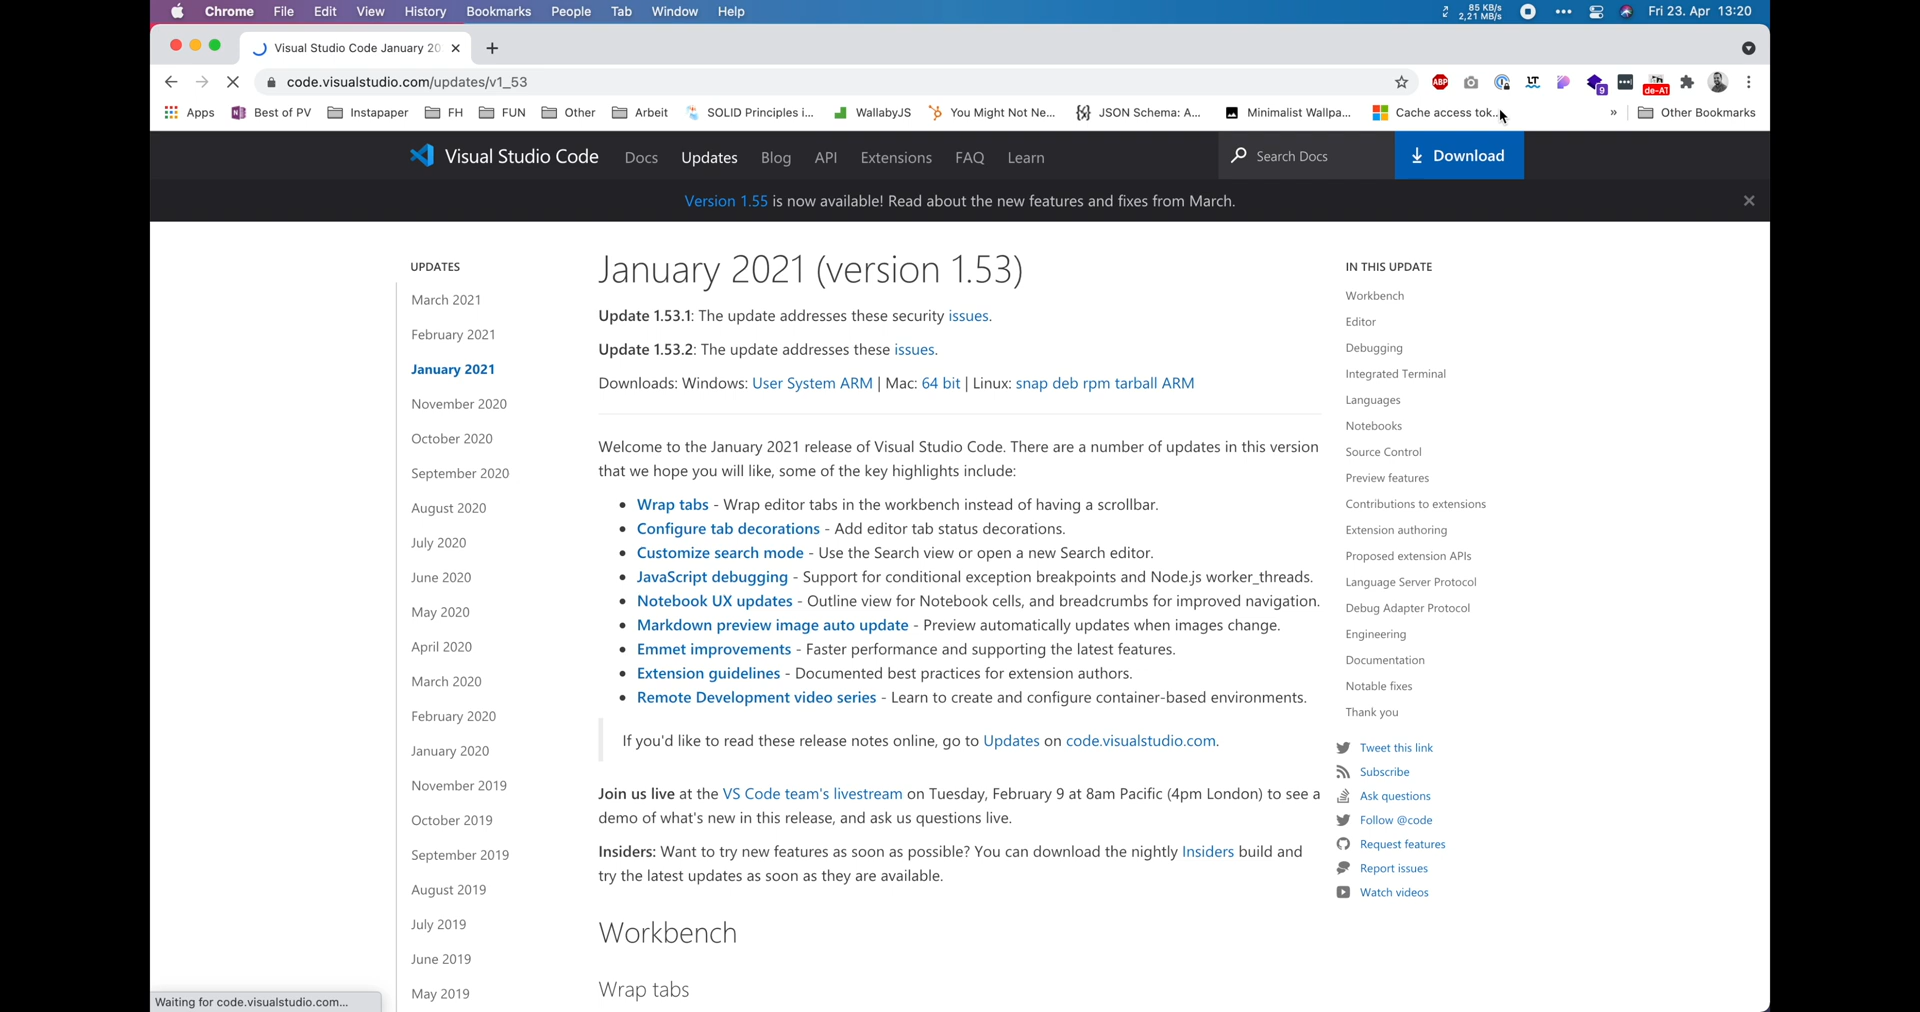 Chrome File Edit View History Bookmarks People Tab Window Help
85 KB/s
2,21 MB/s
Fri 23. Apr 13:20
Visual Studio Code January 20
code.visualstudio.com/updates/v1_53
ABP
LT
9
de-AT
Apps Best of PV Instapaper FH FUN Other Arbeit SOLID Principles i... WallabyJS You Might Not Ne... JSON Schema: A... Minimalist Wallpa... Cache access tok... » Other Bookmarks
Visual Studio Code Docs Updates Blog API Extensions FAQ Learn Search Docs Download
Version 1.55 is now available! Read about the new features and fixes from March.
UPDATES
March 2021
February 2021
January 2021
November 2020
October 2020
September 2020
August 2020
July 2020
June 2020
May 2020
April 2020
March 2020
February 2020
January 2020
November 2019
October 2019
September 2019
August 2019
July 2019
June 2019
May 2019
January 2021 (version 1.53)
Update 1.53.1: The update addresses these security issues.
Update 1.53.2: The update addresses these issues.
Downloads: Windows: User System ARM | Mac: 64 bit | Linux: snap deb rpm tarball ARM
Welcome to the January 2021 release of Visual Studio Code. There are a number of updates in this version
that we hope you will like, some of the key highlights include:
• Wrap tabs - Wrap editor tabs in the workbench instead of having a scrollbar.
• Configure tab decorations - Add editor tab status decorations.
• Customize search mode - Use the Search view or open a new Search editor.
• JavaScript debugging - Support for conditional exception breakpoints and Node.js worker_threads.
• Notebook UX updates - Outline view for Notebook cells, and breadcrumbs for improved navigation.
• Markdown preview image auto update - Preview automatically updates when images change.
• Emmet improvements - Faster performance and supporting the latest features.
• Extension guidelines - Documented best practices for extension authors.
• Remote Development video series - Learn to create and configure container-based environments.
If you'd like to read these release notes online, go to Updates on code.visualstudio.com.
Join us live at the VS Code team's livestream on Tuesday, February 9 at 8am Pacific (4pm London) to see a
demo of what's new in this release, and ask us questions live.
Insiders: Want to try new features as soon as possible? You can download the nightly Insiders build and
try the latest updates as soon as they are available.
Workbench
Wrap tabs
IN THIS UPDATE
Workbench
Editor
Debugging
Integrated Terminal
Languages
Notebooks
Source Control
Preview features
Contributions to extensions
Extension authoring
Proposed extension APIs
Language Server Protocol
Debug Adapter Protocol
Engineering
Documentation
Notable fixes
Thank you
Tweet this link
Subscribe
Ask questions
Follow @code
Request features
Report issues
Watch videos
Waiting for code.visualstudio.com...